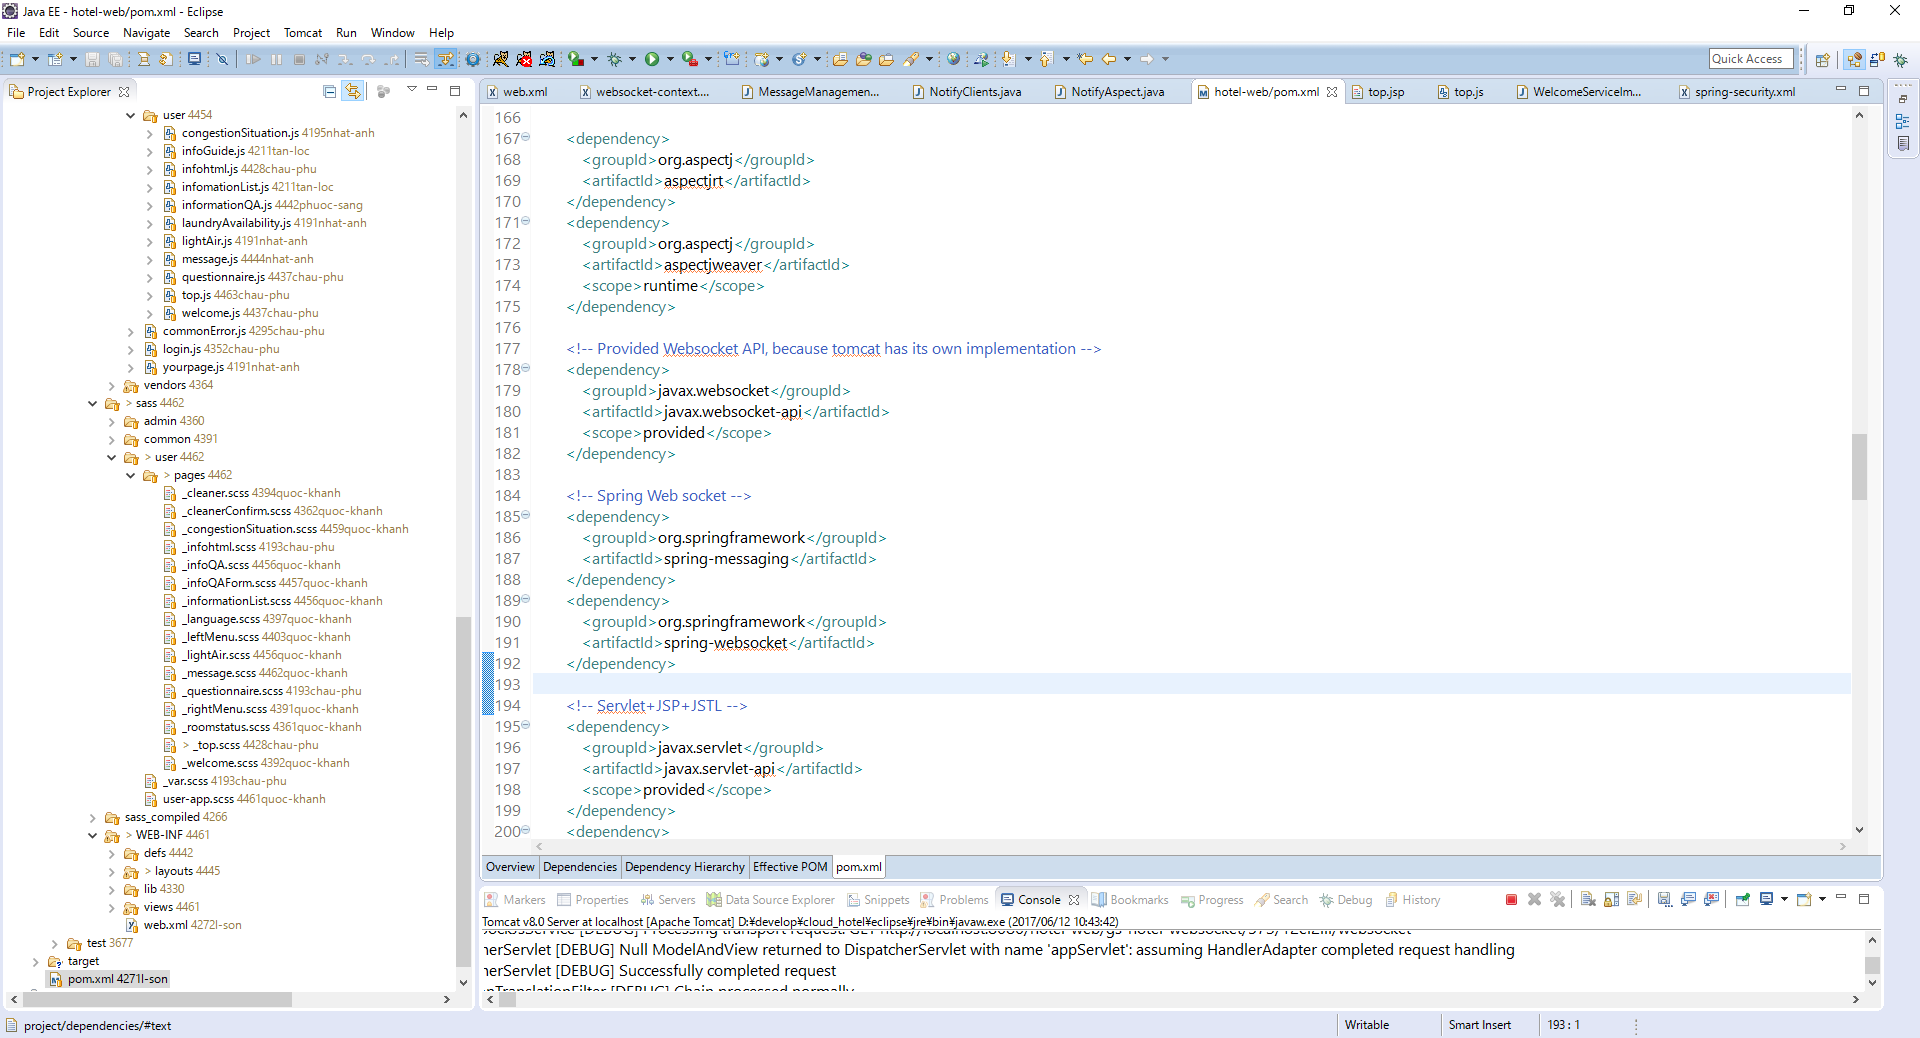 Java EE - hotel-web/pom.xml - Eclipse
File Edit Source Navigate Search Project Tomcat Run Window Help
Quick Access
Project Explorer
user 4454
congestionSituation.js 4195nhat-anh
infoGuide.js 4211tan-loc
infohtml.js 4428chau-phu
infomationList.js 4211tan-loc
informationQA.js 4442phuoc-sang
laundryAvailability.js 4191nhat-anh
lightAir.js 4191nhat-anh
message.js 4444nhat-anh
questionnaire.js 4437chau-phu
top.js 4463chau-phu
welcome.js 4437chau-phu
commonError.js 4295chau-phu
login.js 4352chau-phu
yourpage.js 4191nhat-anh
vendors 4364
> sass 4462
admin 4360
common 4391
> user 4462
> pages 4462
_cleaner.scss 4394quoc-khanh
_cleanerConfirm.scss 4362quoc-khanh
_congestionSituation.scss 4459quoc-khanh
_infohtml.scss 4193chau-phu
_infoQA.scss 4456quoc-khanh
_infoQAForm.scss 4457quoc-khanh
_informationList.scss 4456quoc-khanh
_language.scss 4397quoc-khanh
_leftMenu.scss 4403quoc-khanh
_lightAir.scss 4456quoc-khanh
_message.scss 4462quoc-khanh
_questionnaire.scss 4193chau-phu
_rightMenu.scss 4391quoc-khanh
_roomstatus.scss 4361quoc-khanh
> _top.scss 4428chau-phu
_welcome.scss 4392quoc-khanh
_var.scss 4193chau-phu
user-app.scss 4461quoc-khanh
sass_compiled 4266
> WEB-INF 4461
defs 4442
> layouts 4445
lib 4330
views 4461
web.xml 4272l-son
test 3677
target
pom.xml 4271l-son
web.xml websocket-context.... MessageManagemen... NotifyClients.java NotifyAspect.java hotel-web/pom.xml top.jsp top.js WelcomeServiceIm... spring-security.xml
166
167 <dependency>
168 <groupId>org.aspectj</groupId>
169 <artifactId>aspectjrt</artifactId>
170 </dependency>
171 <dependency>
172 <groupId>org.aspectj</groupId>
173 <artifactId>aspectjweaver</artifactId>
174 <scope>runtime</scope>
175 </dependency>
176
177 <!-- Provided Websocket API, because tomcat has its own implementation -->
178 <dependency>
179 <groupId>javax.websocket</groupId>
180 <artifactId>javax.websocket-api</artifactId>
181 <scope>provided</scope>
182 </dependency>
183
184 <!-- Spring Web socket -->
185 <dependency>
186 <groupId>org.springframework</groupId>
187 <artifactId>spring-messaging</artifactId>
188 </dependency>
189 <dependency>
190 <groupId>org.springframework</groupId>
191 <artifactId>spring-websocket</artifactId>
192 </dependency>
193
194 <!-- Servlet+JSP+JSTL -->
195 <dependency>
196 <groupId>javax.servlet</groupId>
197 <artifactId>javax.servlet-api</artifactId>
198 <scope>provided</scope>
199 </dependency>
200 <dependency>
Overview Dependencies Dependency Hierarchy Effective POM pom.xml
Markers Properties Servers Data Source Explorer Snippets Problems Console Bookmarks Progress Search Debug History
Tomcat v8.0 Server at localhost [Apache Tomcat] D:¥develop¥cloud_hotel¥eclipse¥jre¥bin¥javaw.exe (2017/06/12 10:43:42)
nerServlet [DEBUG] Null ModelAndView returned to DispatcherServlet with name 'appServlet': assuming HandlerAdapter completed request handling
nerServlet [DEBUG] Successfully completed request
nTranslationFilter [DEBUG] Chain processed normally
project/dependencies/#text
Writable
Smart Insert
193 : 1